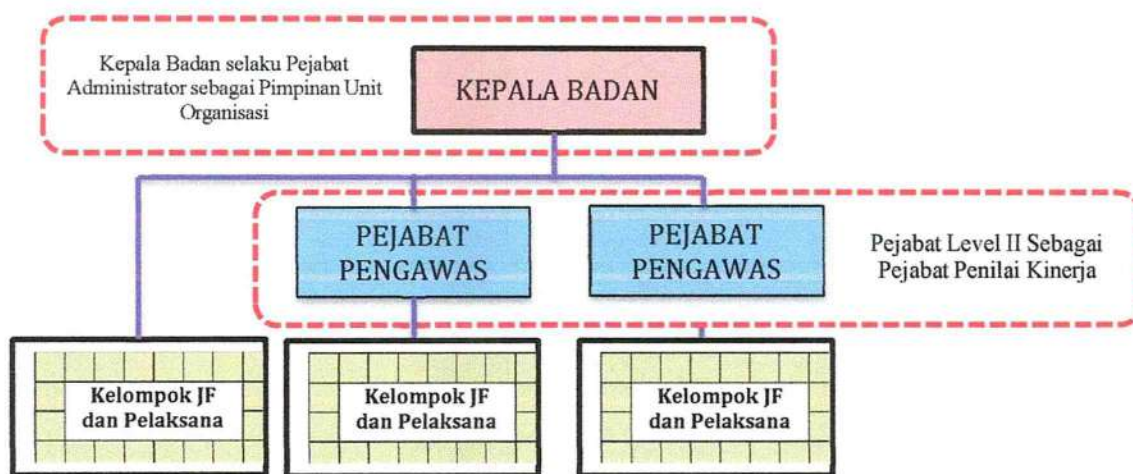 Kepala Badan selaku Pejabat
Administrator sebagai Pimpinan Unit
Organisasi
KEPALA BADAN
PEJABAT
PENGAWAS
PEJABAT
PENGAWAS
Pejabat Level II Sebagai
Pejabat Penilai Kinerja
Kelompok JF
dan Pelaksana
Kelompok JF
dan Pelaksana
Kelompok JF
dan Pelaksana